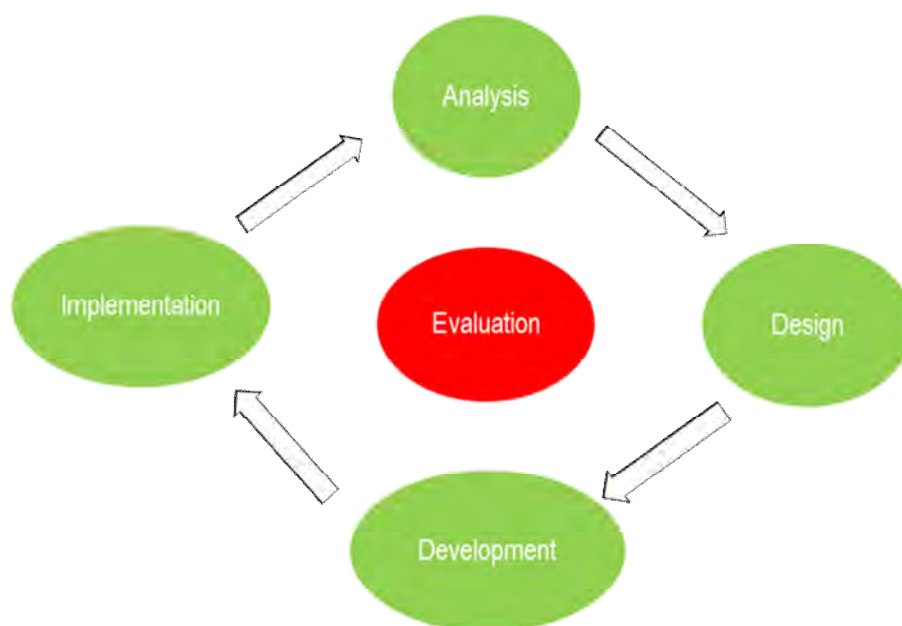 Analysis
Implementation
Evaluation
Design
Development